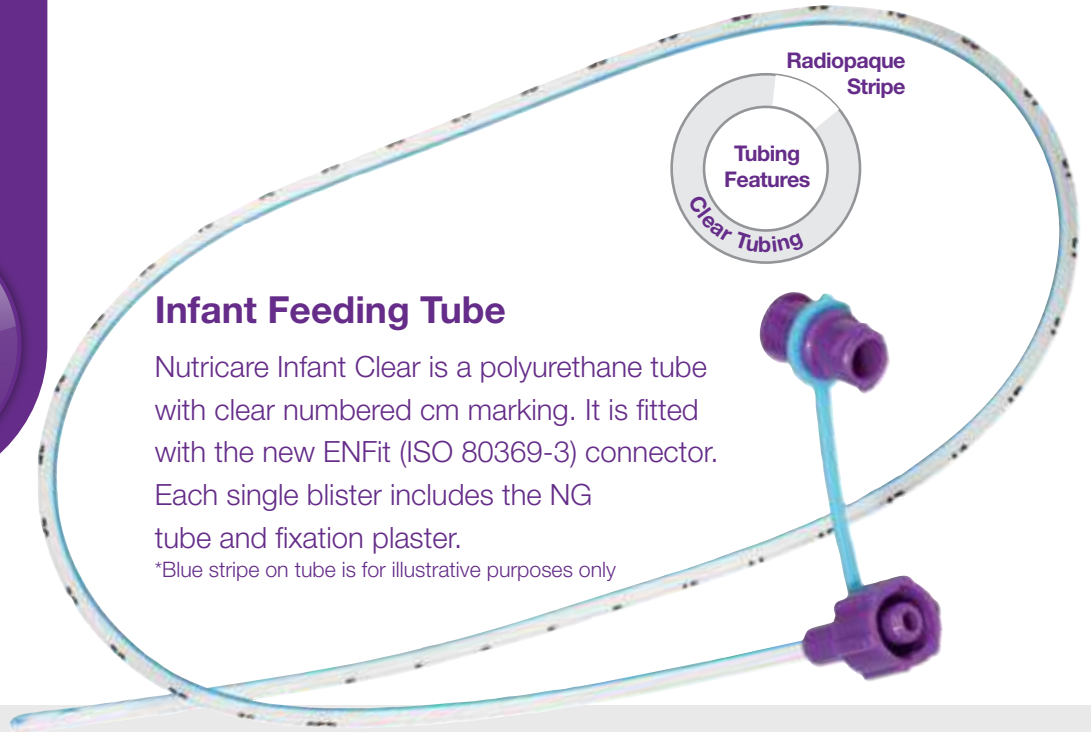 Radiopaque
Stripe
Tubing
Features
Clear Tubing
Infant Feeding Tube
Nutricare Infant Clear is a polyurethane tube
with clear numbered cm marking. It is fitted
with the new ENFit (ISO 80369-3) connector.
Each single blister includes the NG
tube and fixation plaster.
*Blue stripe on tube is for illustrative purposes only